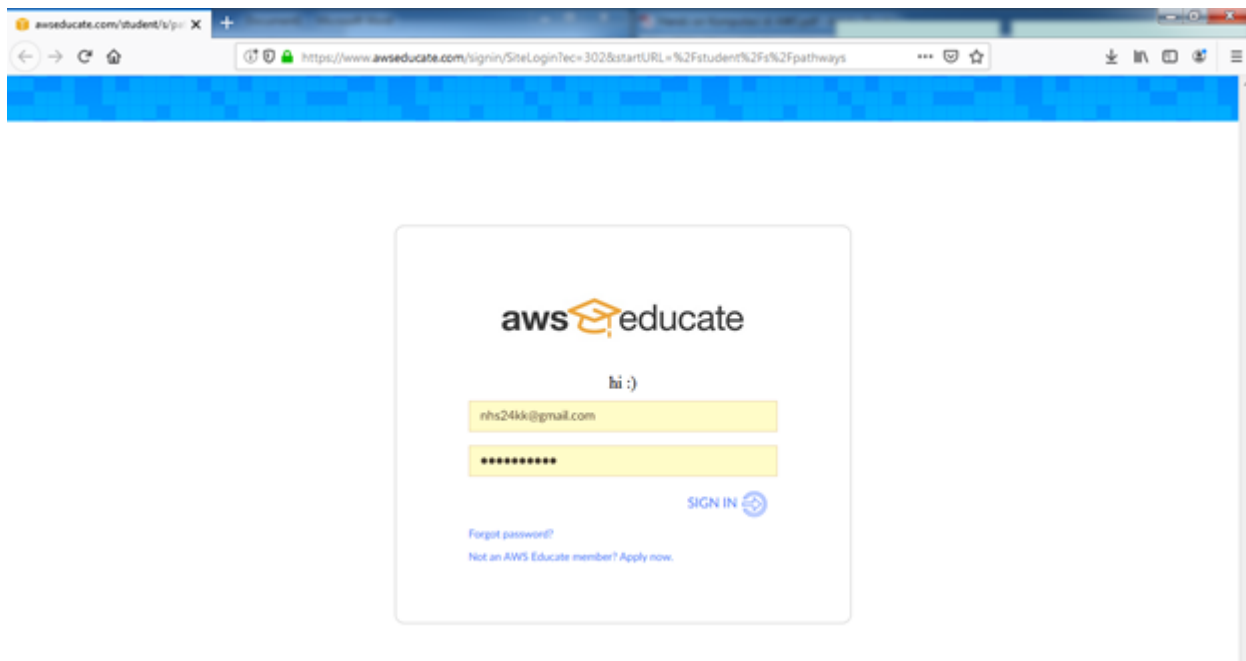 awseducate.com/student/s/pat
https://www.awseducate.com/signin/SiteLogin?ec=302&startURL=%2Fstudent%2Fs%2Fpathways
aws educate
hi :)
nhs24kk@gmail.com
••••••••••
SIGN IN
Forgot password?
Not an AWS Educate member? Apply now.